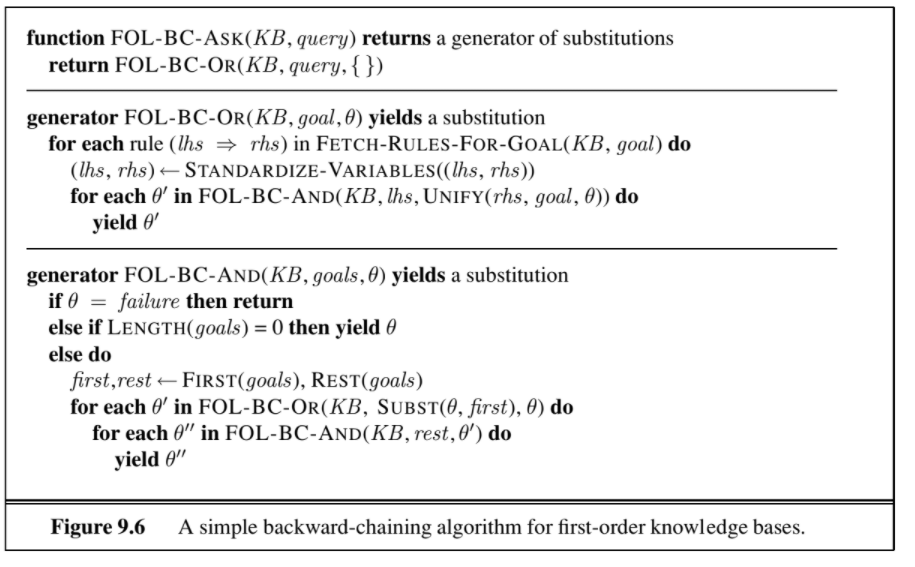 function FOL-BC-ASK(KB, query) returns a generator of substitutions
return FOL-BC-OR(KB, query, { })
generator FOL-BC-OR(KB, goal, θ) yields a substitution
for each rule (lhs ⇒ rhs) in FETCH-RULES-FOR-GOAL(KB, goal) do
(lhs, rhs) ← STANDARDIZE-VARIABLES((lhs, rhs))
for each θ′ in FOL-BC-AND(KB, lhs, UNIFY(rhs, goal, θ)) do
yield θ′
generator FOL-BC-AND(KB, goals, θ) yields a substitution
if θ = failure then return
else if LENGTH(goals) = 0 then yield θ
else do
first,rest ← FIRST(goals), REST(goals)
for each θ′ in FOL-BC-OR(KB, SUBST(θ, first), θ) do
for each θ″ in FOL-BC-AND(KB, rest, θ′) do
yield θ″
Figure 9.6 A simple backward-chaining algorithm for first-order knowledge bases.